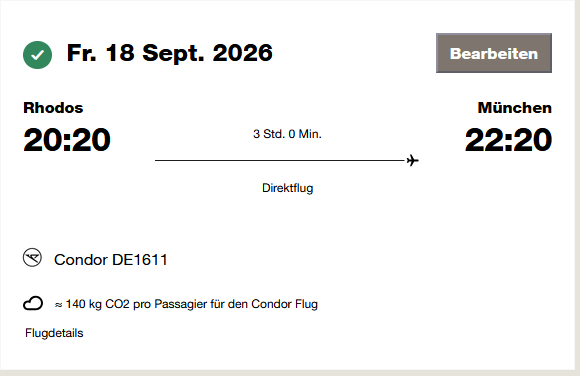 Fr. 18 Sept. 2026
Bearbeiten
Rhodos
München
20:20
3 Std. 0 Min.
22:20
Direktflug
Condor DE1611
≈ 140 kg CO2 pro Passagier für den Condor Flug
Flugdetails